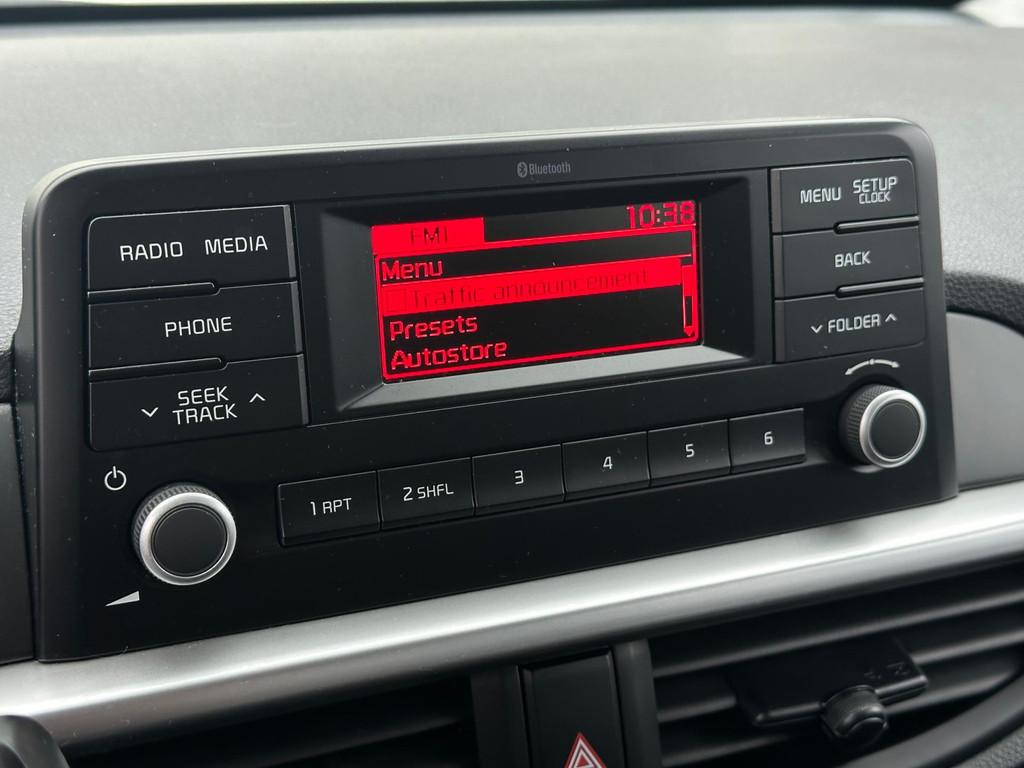 Bluetooth
RADIO MEDIA
PHONE
SEEK
TRACK
FM1
10:38
Menu
Traffic announcement
Presets
Autostore
MENU SETUP
CLOCK
BACK
FOLDER
1 RPT
2 SHFL
3
4
5
6